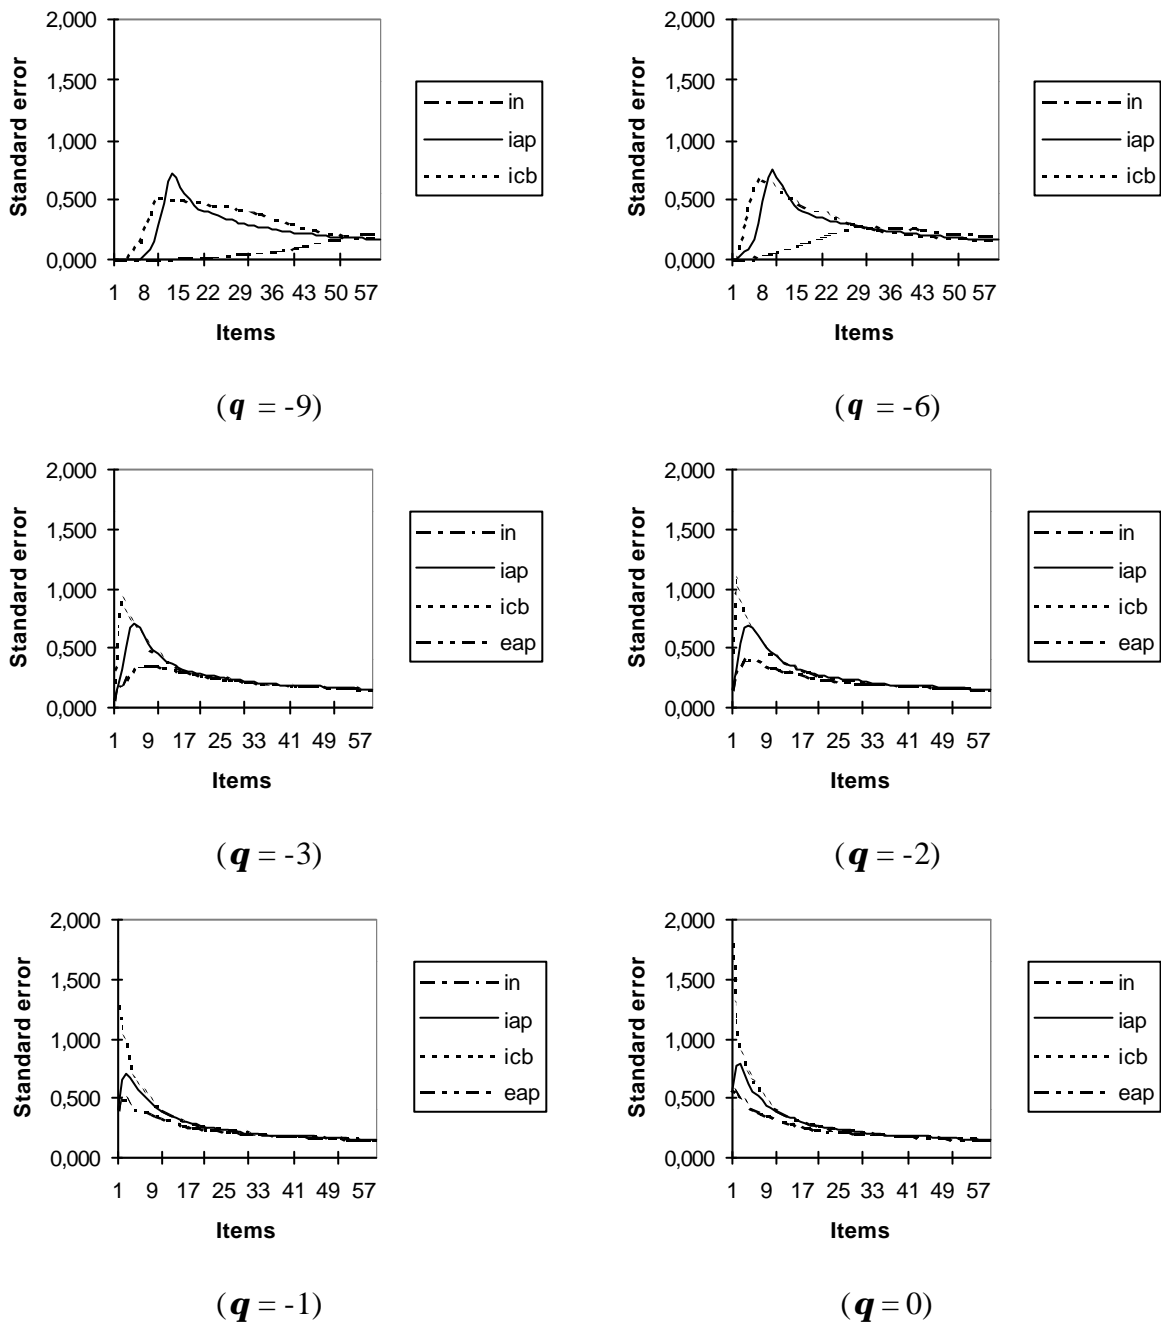 2,000
1,500
1,000
0,500
0,000
Standard error
1 8 15 22 29 36 43 50 57
Items
in
iap
icb
(q = -9)
2,000
1,500
1,000
0,500
0,000
Standard error
1 8 15 22 29 36 43 50 57
Items
in
iap
icb
(q = -6)
2,000
1,500
1,000
0,500
0,000
Standard error
1 9 17 25 33 41 49 57
Items
in
iap
icb
eap
(q = -3)
2,000
1,500
1,000
0,500
0,000
Standard error
1 9 17 25 33 41 49 57
Items
in
iap
icb
eap
(q = -2)
2,000
1,500
1,000
0,500
0,000
Standard error
1 9 17 25 33 41 49 57
Items
in
iap
icb
eap
(q = -1)
2,000
1,500
1,000
0,500
0,000
Standard error
1 9 17 25 33 41 49 57
Items
in
iap
icb
eap
(q = 0)